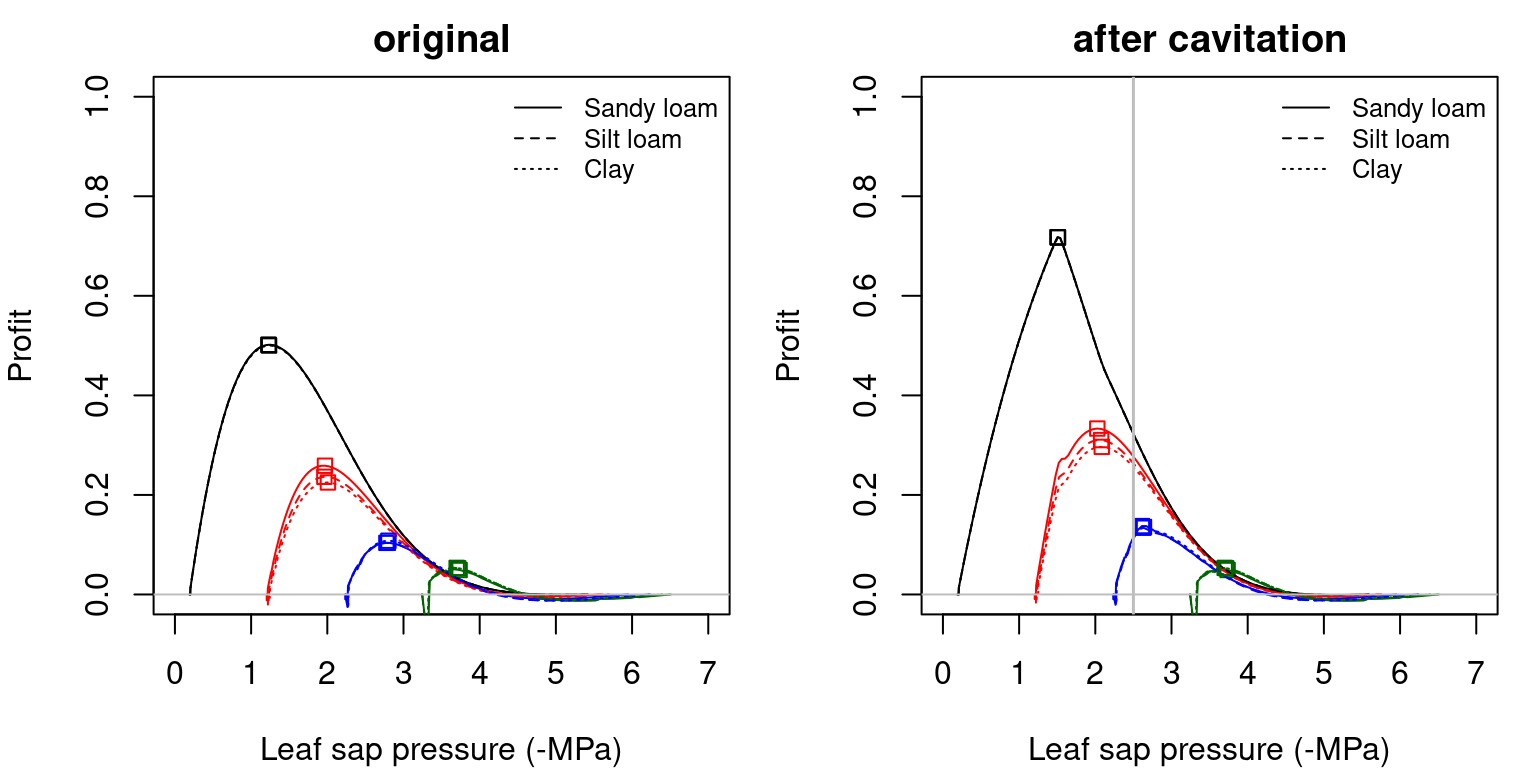 original
Profit
1.0
0.8
0.6
0.4
0.2
0.0
Sandy loam
Silt loam
Clay
0 1 2 3 4 5 6 7
Leaf sap pressure (-MPa)
after cavitation
Profit
1.0
0.8
0.6
0.4
0.2
0.0
Sandy loam
Silt loam
Clay
0 1 2 3 4 5 6 7
Leaf sap pressure (-MPa)